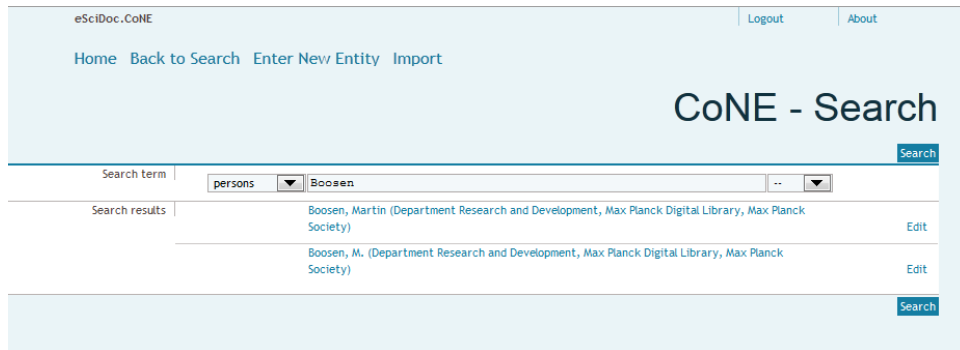 eSciDoc.CoNE Logout About
Home Back to Search Enter New Entity Import
CoNE - Search
Search
Search term persons Boosen --
Search results Boosen, Martin (Department Research and Development, Max Planck Digital Library, Max Planck
Society) Edit
Boosen, M. (Department Research and Development, Max Planck Digital Library, Max Planck
Society) Edit
Search